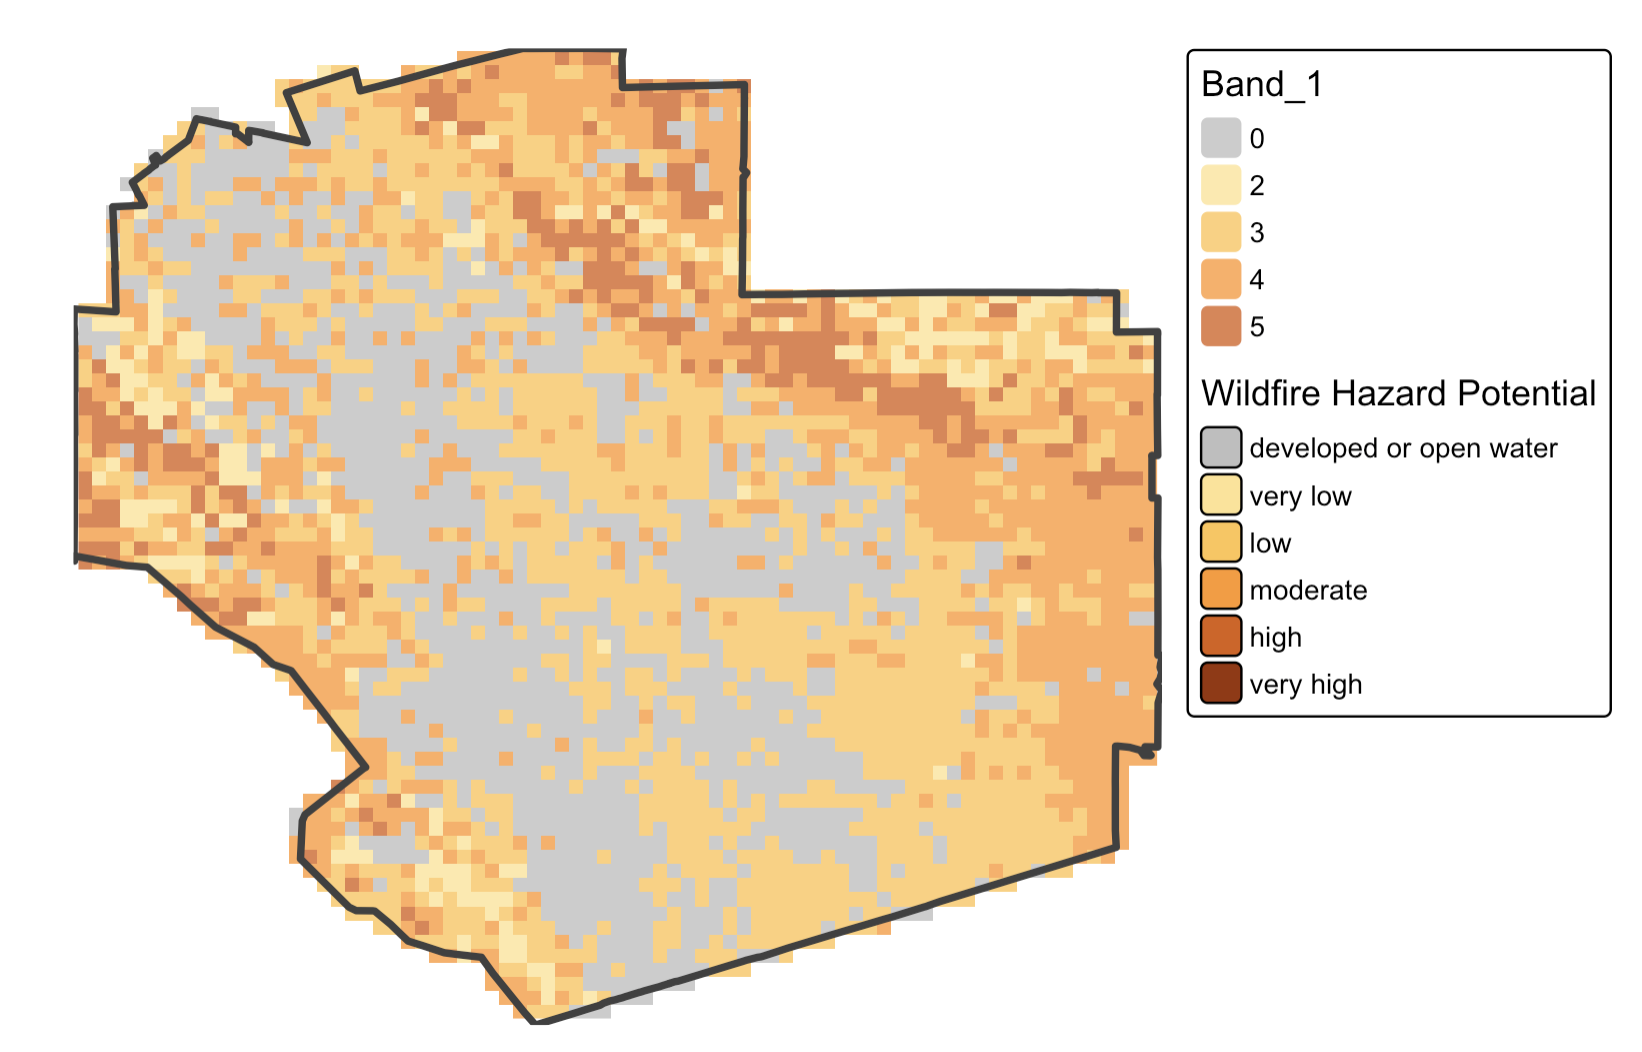 Band_1
0
2
3
4
5
Wildfire Hazard Potential
developed or open water
very low
low
moderate
high
very high